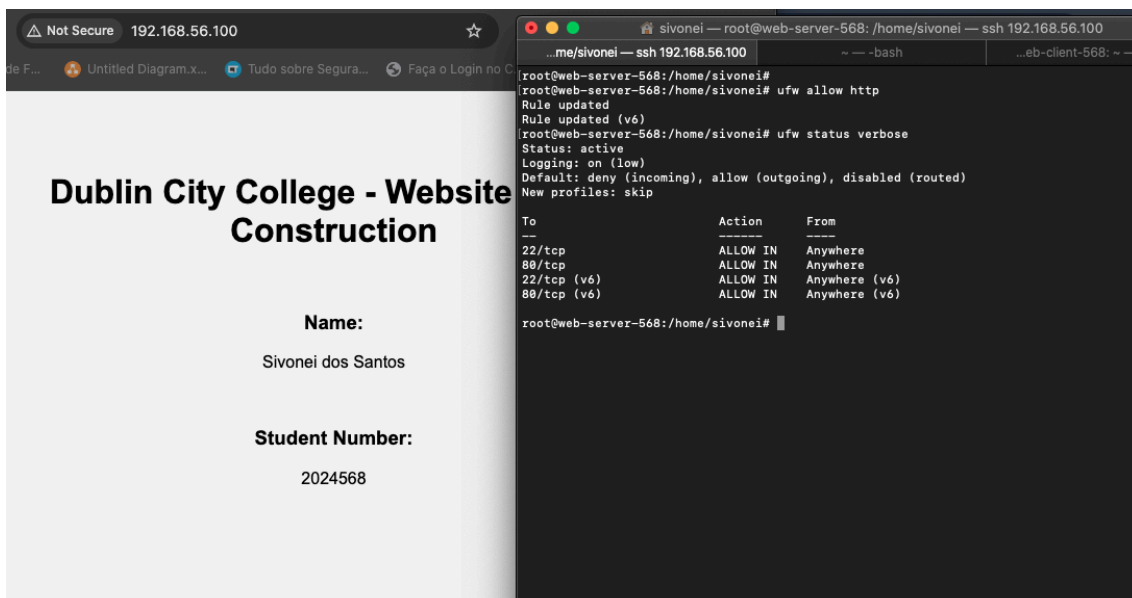 Not Secure 192.168.56.100
de F... Untitled Diagram.x... Tudo sobre Segura... Faça o Login no C
Dublin City College - Website
Construction
Name:
Sivonei dos Santos
Student Number:
2024568
sivonei — root@web-server-568: /home/sivonei — ssh 192.168.56.100
...me/sivonei — ssh 192.168.56.100 ~ — -bash ...eb-client-568: ~ —
[root@web-server-568:/home/sivonei#
[root@web-server-568:/home/sivonei# ufw allow http
Rule updated
Rule updated (v6)
[root@web-server-568:/home/sivonei# ufw status verbose
Status: active
Logging: on (low)
Default: deny (incoming), allow (outgoing), disabled (routed)
New profiles: skip
To Action From
-- ------ ----
22/tcp ALLOW IN Anywhere
80/tcp ALLOW IN Anywhere
22/tcp (v6) ALLOW IN Anywhere (v6)
80/tcp (v6) ALLOW IN Anywhere (v6)
root@web-server-568:/home/sivonei#